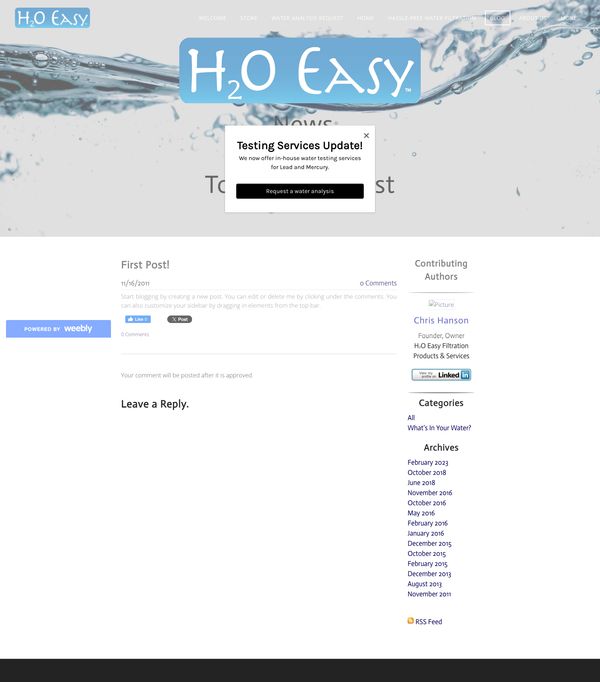 H2O Easy
WELCOME
STORE
WATER ANALYSIS REQUEST
HOME
HASSLE-FREE WATER FILTRATION
BLOG
ABOUT US
MORE...
H2O EASY™
News
Testing Services Update!
We now offer in-house water testing services
for Lead and Mercury.
Request a water analysis
First Post!
11/16/2011
0 Comments
Start blogging by creating a new post. You can edit or delete me by clicking under the comments. You
can also customize your sidebar by dragging in elements from the top bar.
Like 0
X Post
0 Comments
POWERED BY weebly
Your comment will be posted after it is approved.
Leave a Reply.
Contributing
Authors
Picture
Chris Hanson
Founder, Owner
H2O Easy Filtration
Products & Services
View my
profile on
LinkedIn
Categories
All
What's In Your Water?
Archives
February 2023
October 2018
June 2018
November 2016
October 2016
May 2016
February 2016
January 2016
December 2015
October 2015
February 2015
December 2013
August 2013
November 2011
RSS Feed